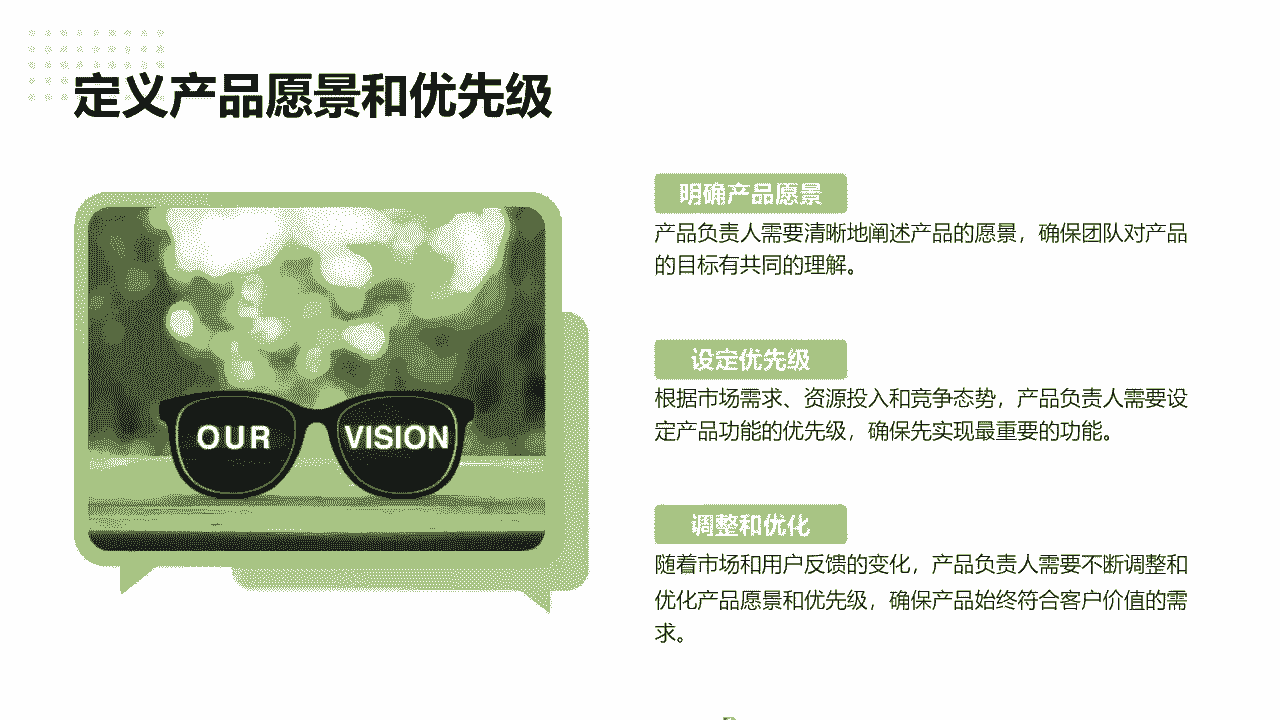 定义产品愿景和优先级
OUR VISION
明确产品愿景
产品负责人需要清晰地阐述产品的愿景，确保团队对产品
的目标有共同的理解。
设定优先级
根据市场需求、资源投入和竞争态势，产品负责人需要设
定产品功能的优先级，确保先实现最重要的功能。
调整和优化
随着市场和用户反馈的变化，产品负责人需要不断调整和
优化产品愿景和优先级，确保产品始终符合客户价值的需
求。